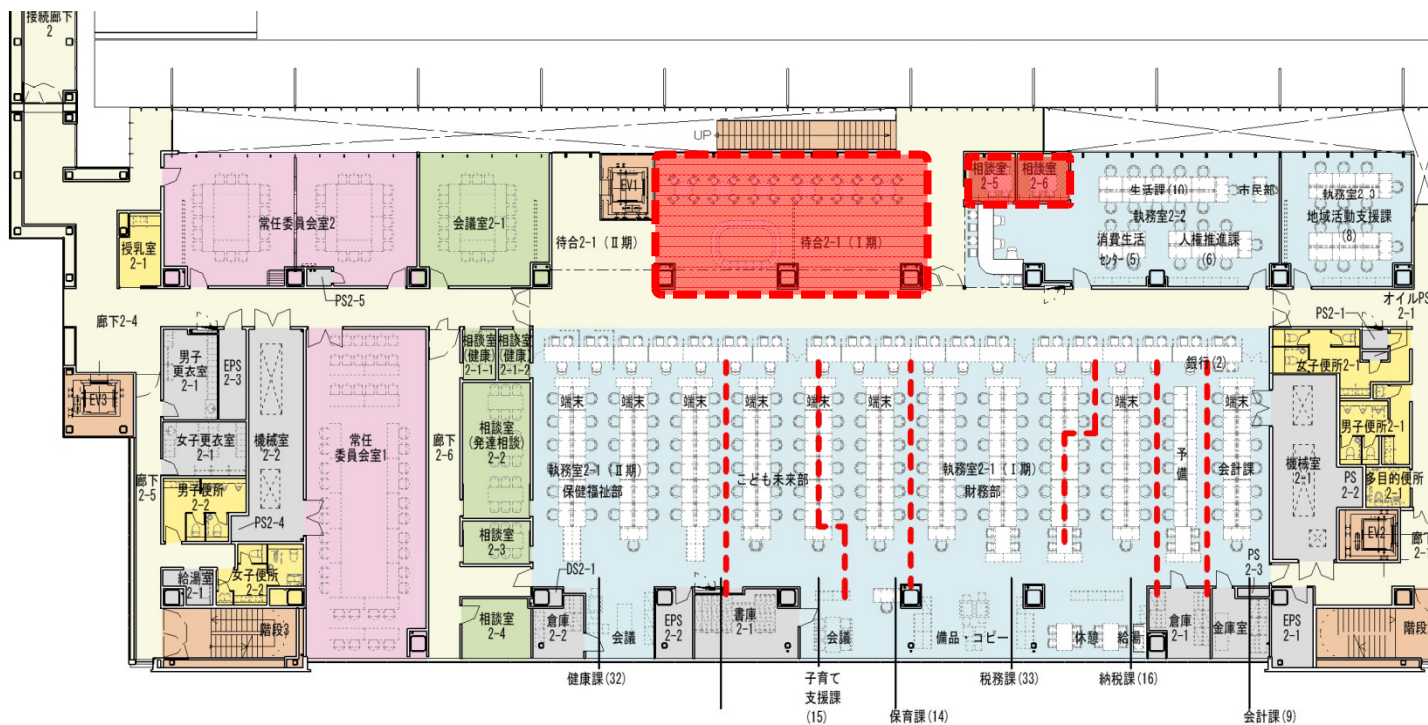 接続廊下
2
UP
常任委員会室2
会議室2-1
EV1
待合2-1（Ⅱ期）
待合2-1（Ⅰ期）
相談室
2-5
相談室
2-6
生活課(10)
市民部
執務室2-2
消費生活
センター(5)
人権推進課
(6)
執務室2-3
地域活動支援課
(8)
授乳室
2-1
PS2-5
廊下2-4
PS2-1
オイルPS
2-1
男子
更衣室
2-1
EPS
2-3
相談室
(健康)
2-1-1
相談室
(健康)
2-1-2
銀行(2)
女子便所2-1
EV3
端末
端末
端末
端末
端末
端末
端末
端末
端末
女子更衣室
2-1
機械室
2-2
常任
委員会室1
廊下
2-6
相談室
(発達相談)
2-2
執務室2-1（Ⅱ期）
保健福祉部
こども未来部
執務室2-1（Ⅰ期）
財務部
予備
会計課
機械室
2-1
男子便所2-1
PS
2-2
多目的便所
2-1
廊下
2-5
男子便所
2-2
PS2-4
相談室
2-3
EV2
給湯室
2-1
女子便所
2-2
DS2-1
PS
2-3
階段3
相談室
2-4
倉庫
2-2
会議
EPS
2-2
書庫
2-1
会議
備品・コピー
休憩
給湯
倉庫
2-1
金庫室
EPS
2-1
階段
健康課(32)
子育て
支援課
(15)
保育課(14)
税務課(33)
納税課(16)
会計課(9)